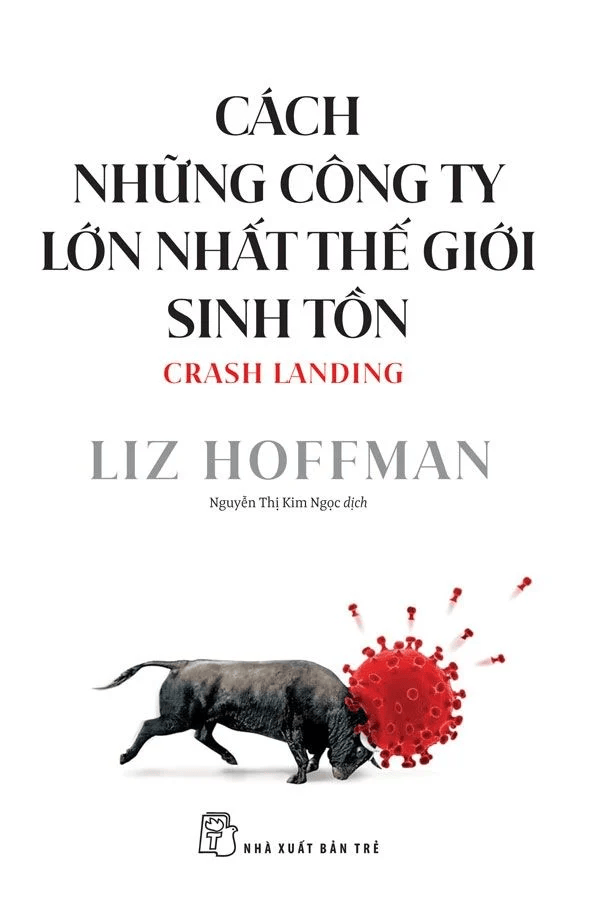 CÁCH
NHỮNG CÔNG TY
LỚN NHẤT THẾ GIỚI
SINH TỒN
CRASH LANDING
LIZ HOFFMAN
Nguyễn Thị Kim Ngọc dịch
T
NHÀ XUẤT BẢN TRẺ